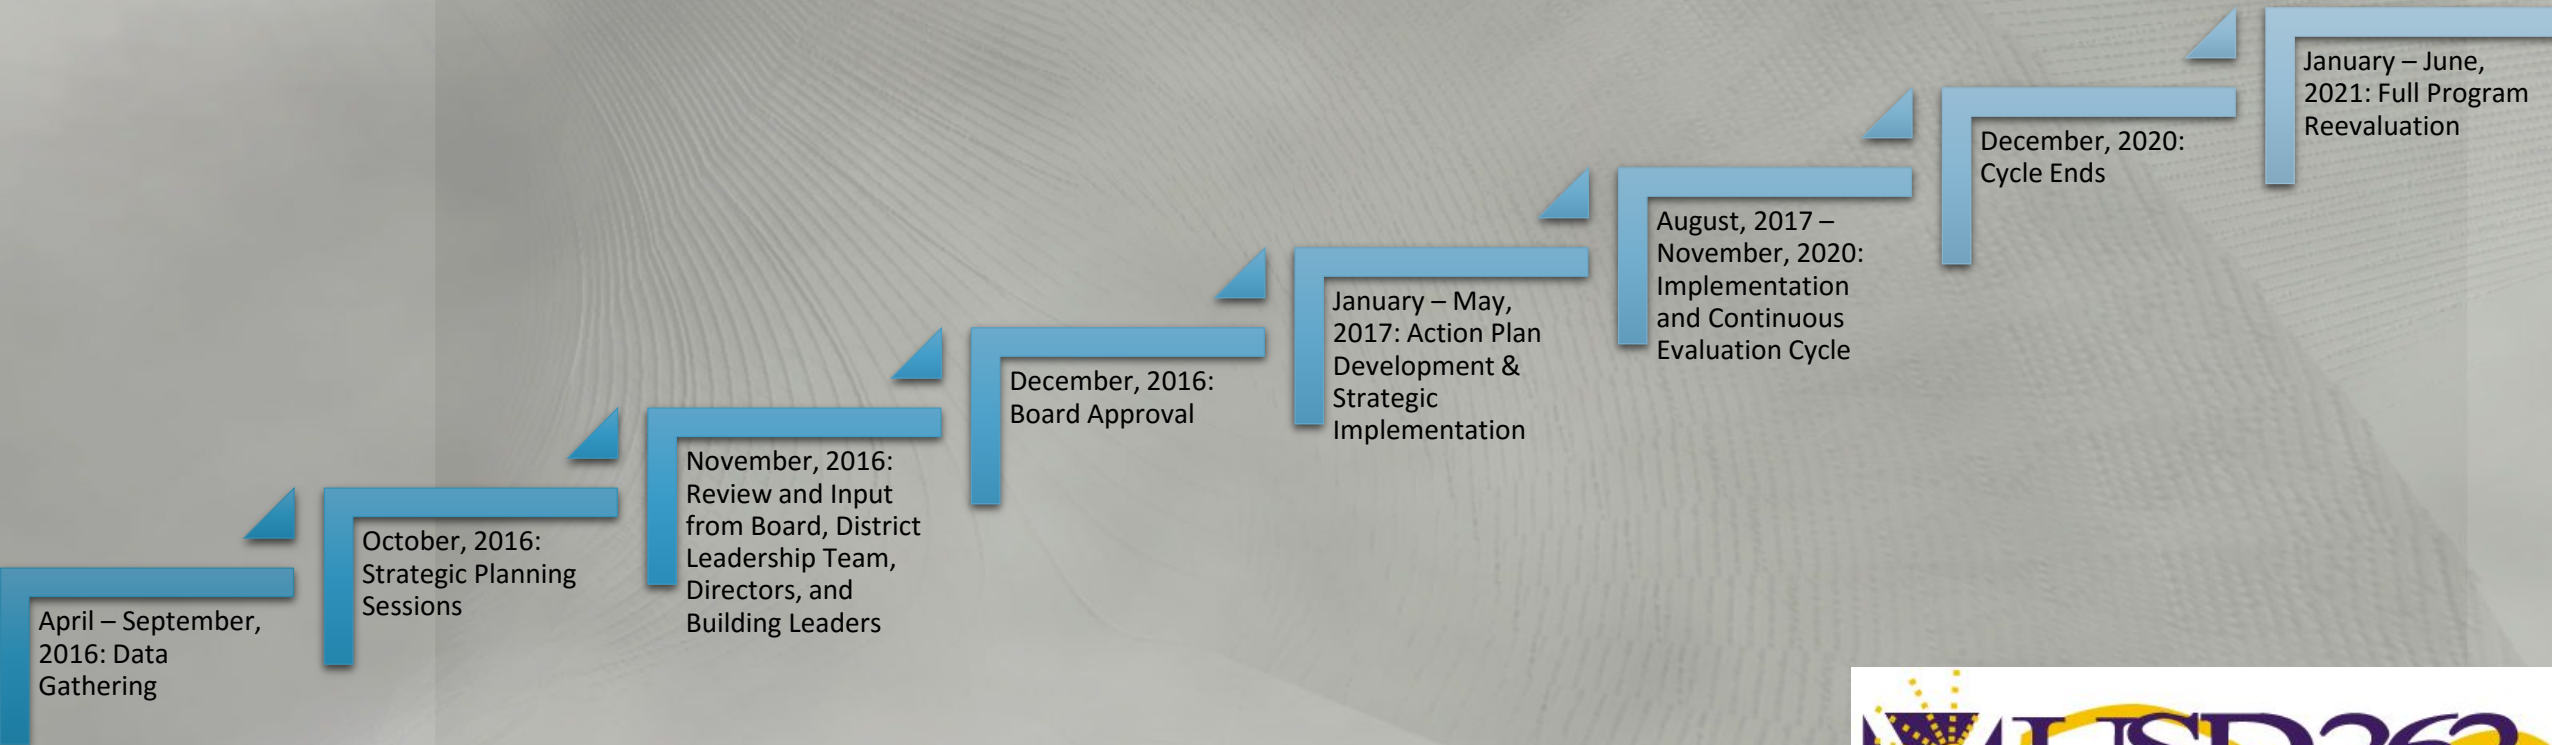 April – September,
2016: Data
Gathering
October, 2016:
Strategic Planning
Sessions
November, 2016:
Review and Input
from Board, District
Leadership Team,
Directors, and
Building Leaders
December, 2016:
Board Approval
January – May,
2017: Action Plan
Development &
Strategic
Implementation
August, 2017 –
November, 2020:
Implementation
and Continuous
Evaluation Cycle
December, 2020:
Cycle Ends
January – June,
2021: Full Program
Reevaluation
USD262